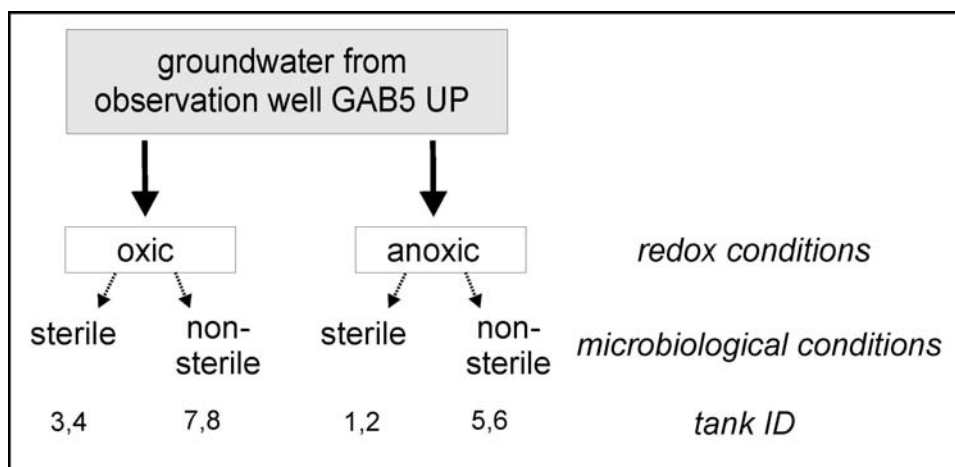 groundwater from
observation well GAB5 UP
oxic anoxic redox conditions
sterile non-
sterile sterile non-
sterile microbiological conditions
3,4 7,8 1,2 5,6 tank ID